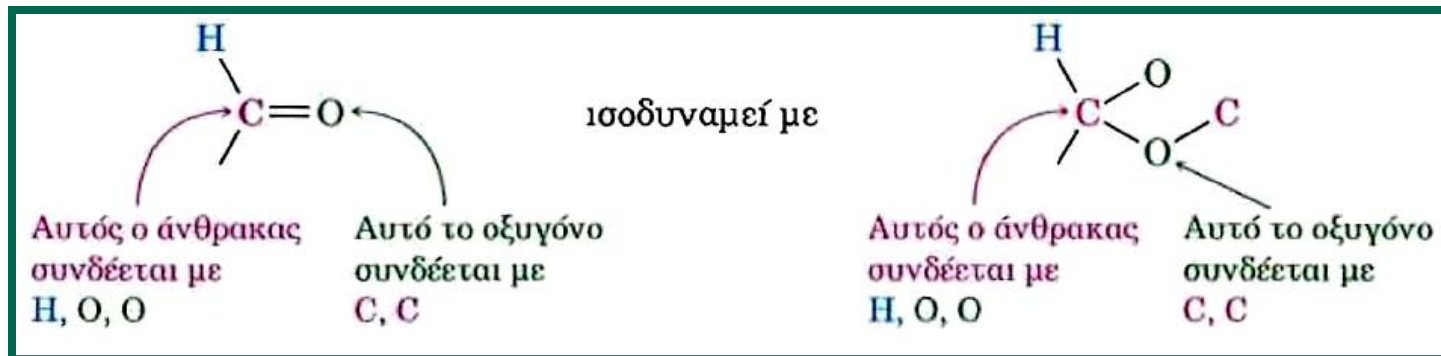 H
C=O
ισοδυναμεί με
H
C
O
O
C
Αυτός ο άνθρακας
συνδέεται με
H, O, O
Αυτό το οξυγόνο
συνδέεται με
C, C
Αυτός ο άνθρακας
συνδέεται με
H, O, O
Αυτό το οξυγόνο
συνδέεται με
C, C